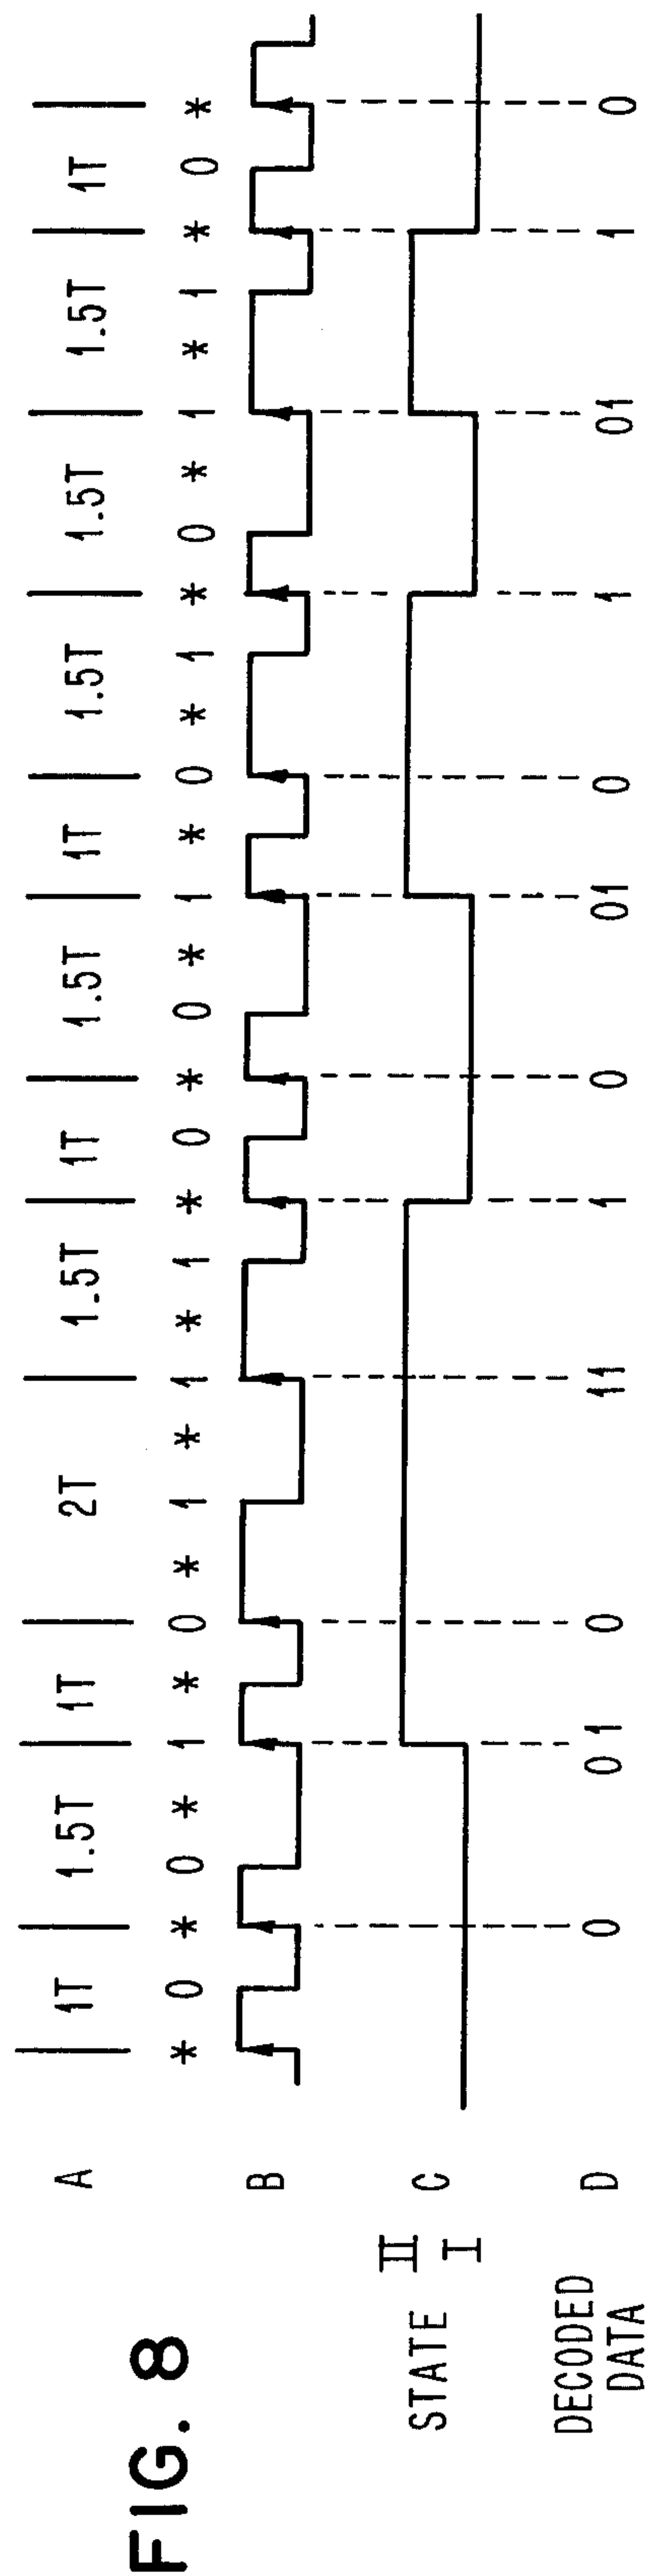 A 1T 1.5T 1T 2T 1.5T 1T 1.5T 1T 1.5T 1.5T 1.5T 1T
* 0 * 0 * 1 * 0 * 1 * 1 * 1 * 0 * 0 * 1 * 0 * 1 * 0 * 1 * 1 * 0 *
B
STATE II I C
DECODED DATA D 0 01 0 11 1 0 01 0 1 01 1 0
FIG. 8